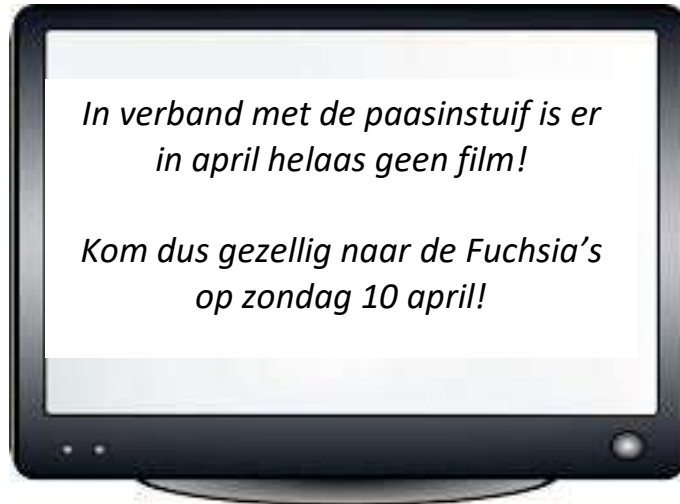 In verband met de paasinstuif is er
in april helaas geen film!
Kom dus gezellig naar de Fuchsia’s
op zondag 10 april!